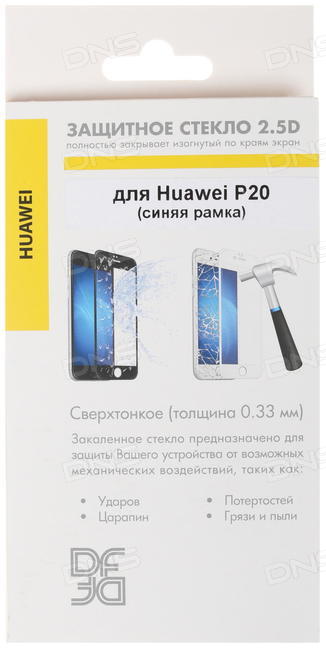 ЗАЩИТНОЕ СТЕКЛО 2.5D
полностью закрывает изогнутый по краям экран
HUAWEI
для Huawei P20
(синяя рамка)
Сверхтонкое (толщина 0.33 мм)
Закаленное стекло предназначено для
защиты Вашего устройства от возможных
механических воздействий, таких как:
• Ударов
• Царапин
• Потертостей
• Грязи и пыли
DF
DNS